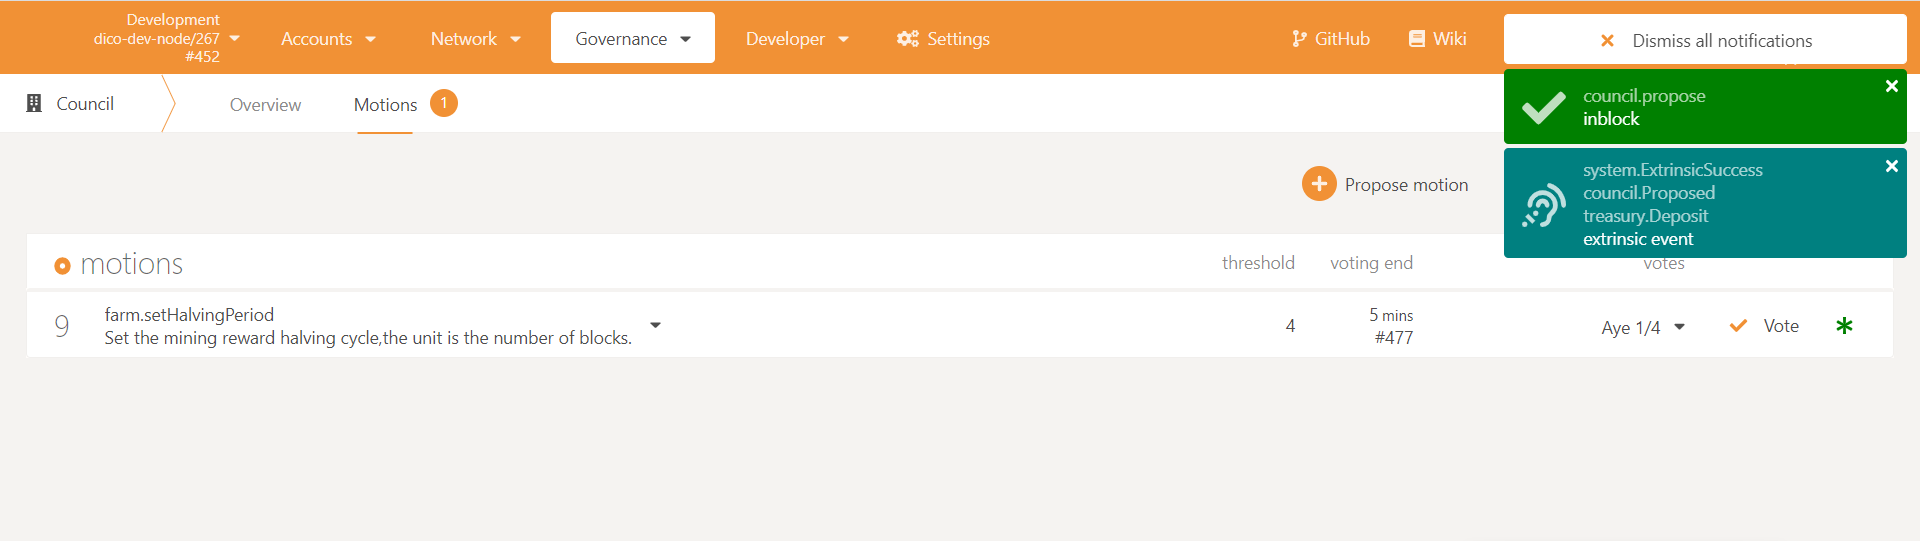 Development
dico-dev-node/267
#452
Accounts
Network
Governance
Developer
Settings
GitHub
Wiki
Dismiss all notifications
Council
Overview
Motions
1
council.propose
inblock
system.ExtrinsicSuccess
council.Proposed
treasury.Deposit
extrinsic event
Propose motion
motions
threshold
voting end
votes
9
farm.setHalvingPeriod
Set the mining reward halving cycle,the unit is the number of blocks.
4
5 mins
#477
Aye 1/4
Vote